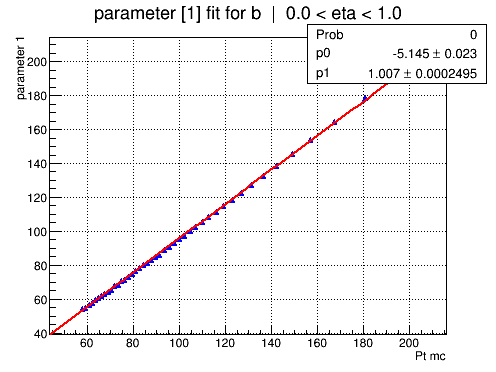 parameter [1] fit for b | 0.0 < eta < 1.0
Prob 0
p0 -5.145 ± 0.023
p1 1.007 ± 0.0002495
parameter 1
200
180
160
140
120
100
80
60
40
60 80 100 120 140 160 180 200
Pt mc